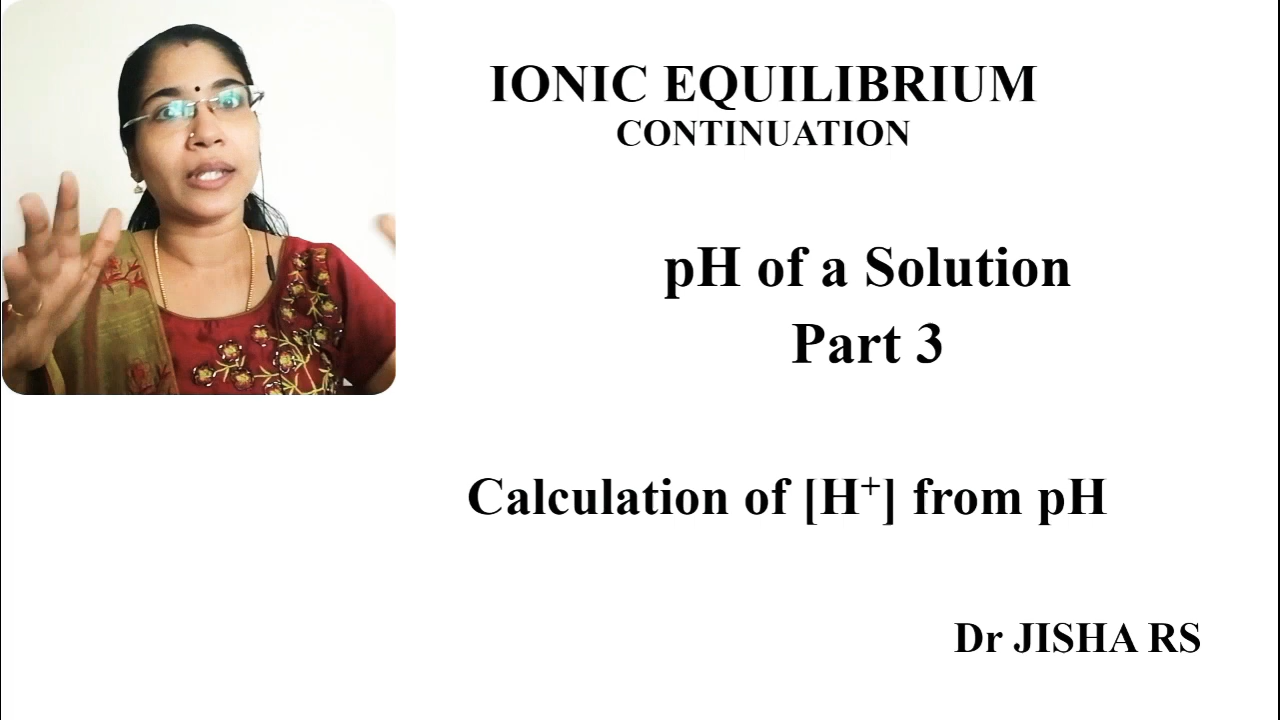 IONIC EQUILIBRIUM
CONTINUATION
pH of a Solution
Part 3
Calculation of [H⁺] from pH
Dr JISHA RS